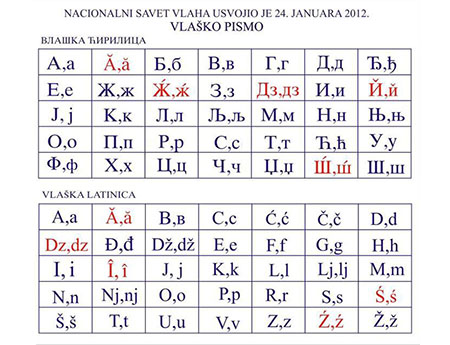 NACIONALNI SAVET VLAHA USVOJIO JE 24. JANUARA 2012.
VLAŠKO PISMO
ВЛАШКА ЋИРИЛИЦА
А,а Ӑ,ӑ Б,б В,в Г,г Д,д Ђ,ђ
Е,е Ж,ж Ж́,ж́ З,з Дз,дз И,и Й,й
Ј,ј К,к Л,л Љ,љ М,м Н,н Њ,њ
О,о П,п Р,р С,с Т,т Ћ,ћ У,у
Ф,ф Х,х Ц,ц Ч,ч Џ,џ Ш́,ш́ Ш,ш
VLAŠKA LATINICA
A,a Ă,ă B,в C,c Ć,ć Č,č D,d
Dz,dz Đ,đ Dž,dž E,e F,f G,g H,h
I,i Î,î J,j K,k L,l Lj,lj M,m
N,n Nj,nj O,o P,p R,r S,s Ś,ś
Š,š T,t U,u V,v Z,z Ź,ź Ž,ž